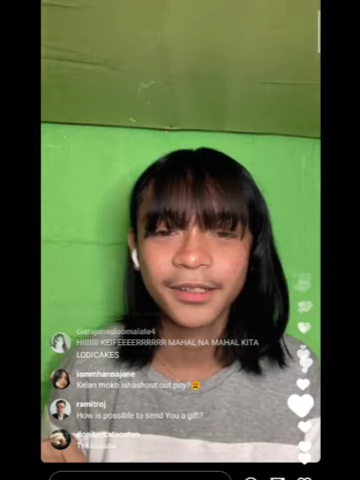 HIIIIIII KEIFEEEERRRRRR MAHAL NA MAHAL KITA
LODICAKES
iammhannajane
Kelan moko ishashout out poy?😢
ramitroj
How is possible to send You a gift?